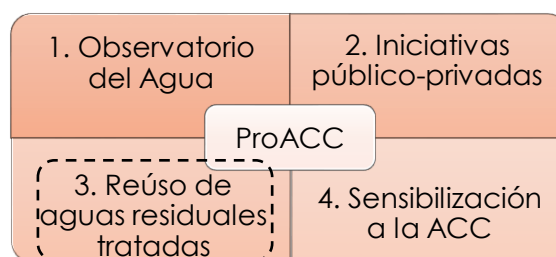 1. Observatorio
del Agua
2. Iniciativas
público-privadas
ProACC
3. Reúso de
aguas residuales
tratadas
4. Sensibilización
a la ACC